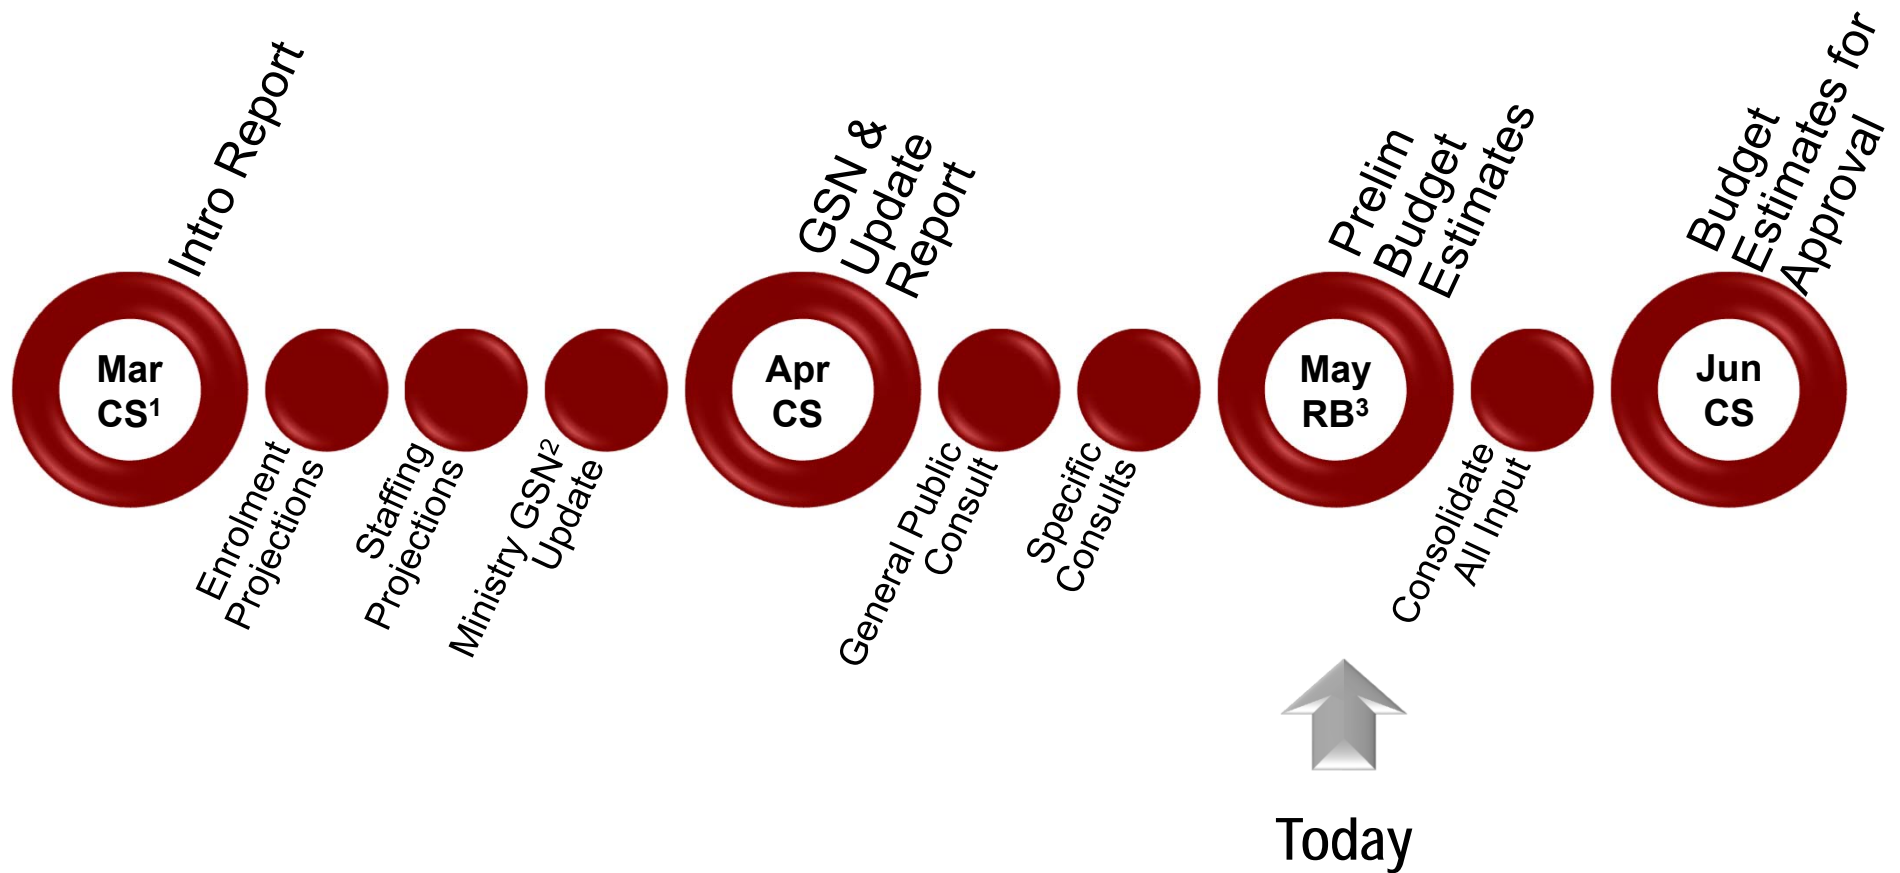 Intro Report
Mar
CS¹
Enrolment
Projections
Staffing
Projections
Ministry GSN²
Update
GSN &
Update
Report
Apr
CS
General Public
Consult
Specific
Consults
Prelim
Budget
Estimates
May
RB³
Consolidate
All Input
Budget
Estimates for
Approval
Jun
CS
Today